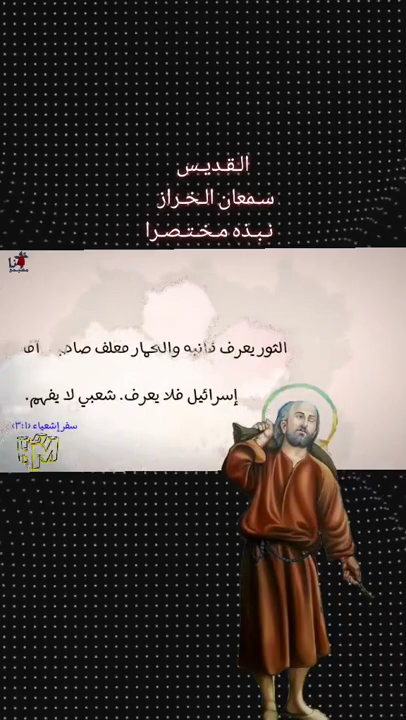 القديس
سمعان الخراز
نبذه مختصرا
الثور يعرف قانيه والحمار معلف صاحبه أما
إسرائيل فلا يعرف. شعبي لا يفهم.
سفر إشعياء (٣:١)